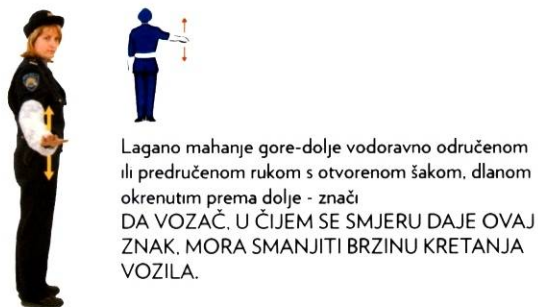 Lagano mahanje gore-dolje vodoravno odručenom
ili predručenom rukom s otvorenom šakom, dlanom
okrenutim prema dolje - znači
DA VOZAČ, U ČIJEM SE SMJERU DAJE OVAJ
ZNAK, MORA SMANJITI BRZINU KRETANJA
VOZILA.